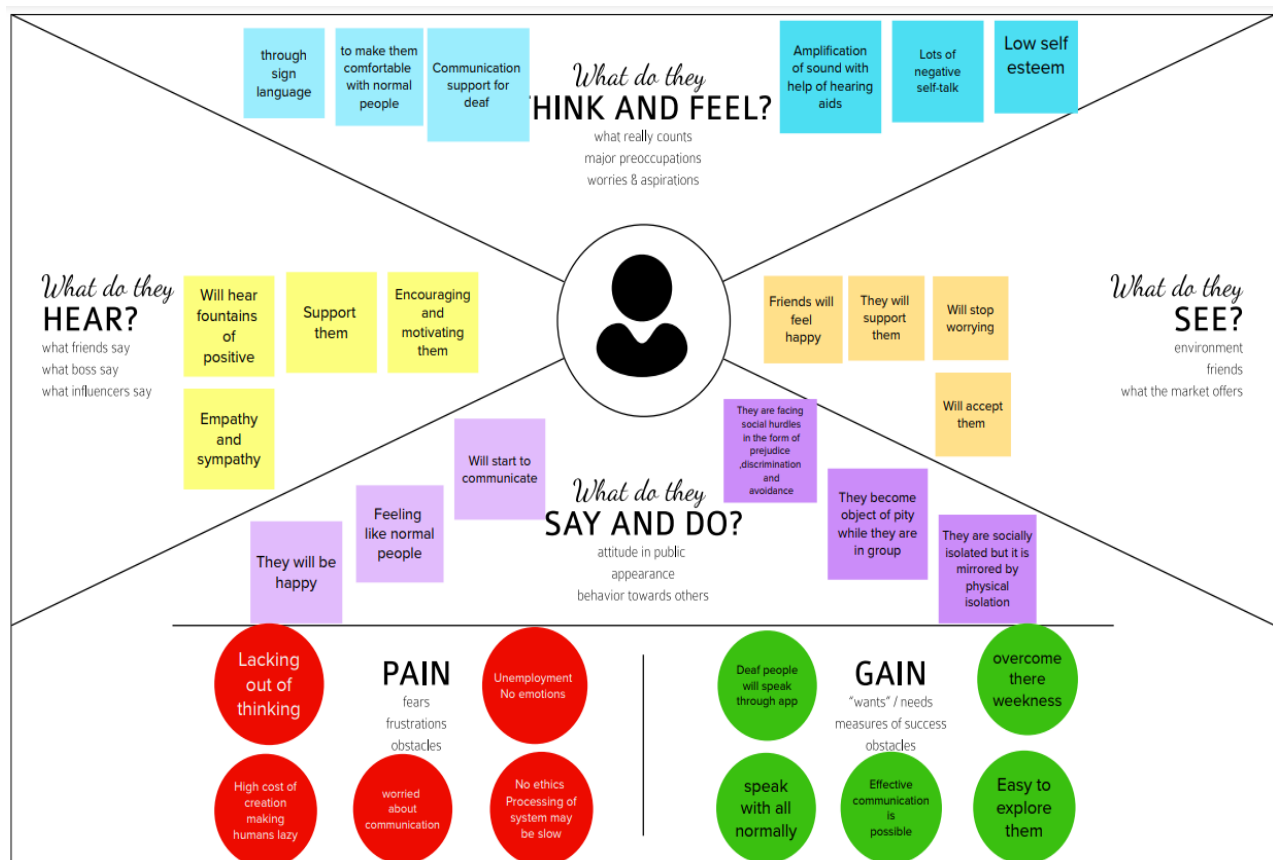 through
sign
language
to make them
comfortable
with normal
people
Communication
support for
deaf
What do they
HINK AND FEEL?
what really counts
major preoccupations
worries & aspirations
Amplification
of sound with
help of hearing
aids
Lots of
negative
self-talk
Low self
esteem
What do they
HEAR?
what friends say
what boss say
what influencers say
Will hear
fountains
of
positive
Support
them
Encouraging
and
motivating
them
Empathy
and
sympathy
Friends will
feel
happy
They will
support
them
Will stop
worrying
Will accept
them
What do they
SEE?
environment
friends
what the market offers
They will be
happy
Feeling
like normal
people
Will start to
communicate
What do they
SAY AND DO?
attitude in public
appearance
behavior towards others
They are facing
social hurdles
in the form of
prejudice
,discrimination
and
avoidance
They become
object of pity
while they are
in group
They are socially
isolated but it is
mirrored by
physical
isolation
Lacking
out of
thinking
PAIN
fears
frustrations
obstacles
Unemployment
No emotions
High cost of
creation
making
humans lazy
worried
about
communication
No ethics
Processing of
system may
be slow
Deaf people
will speak
through app
GAIN
"wants" / needs
measures of success
obstacles
overcome
there
weekness
speak
with all
normally
Effective
communication
is
possible
Easy to
explore
them